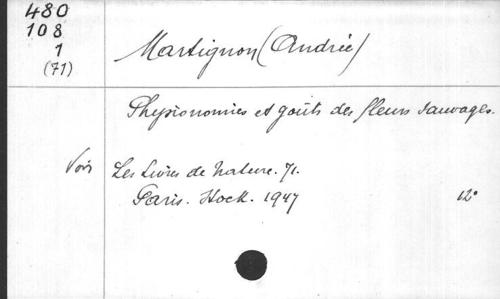 480
108
1
(71)
Martignon (Andrée)
Physionomies et goûts des fleurs sauvages.
Voir Les Livres de Nature. 71.
Paris. Stock. 1947 12°